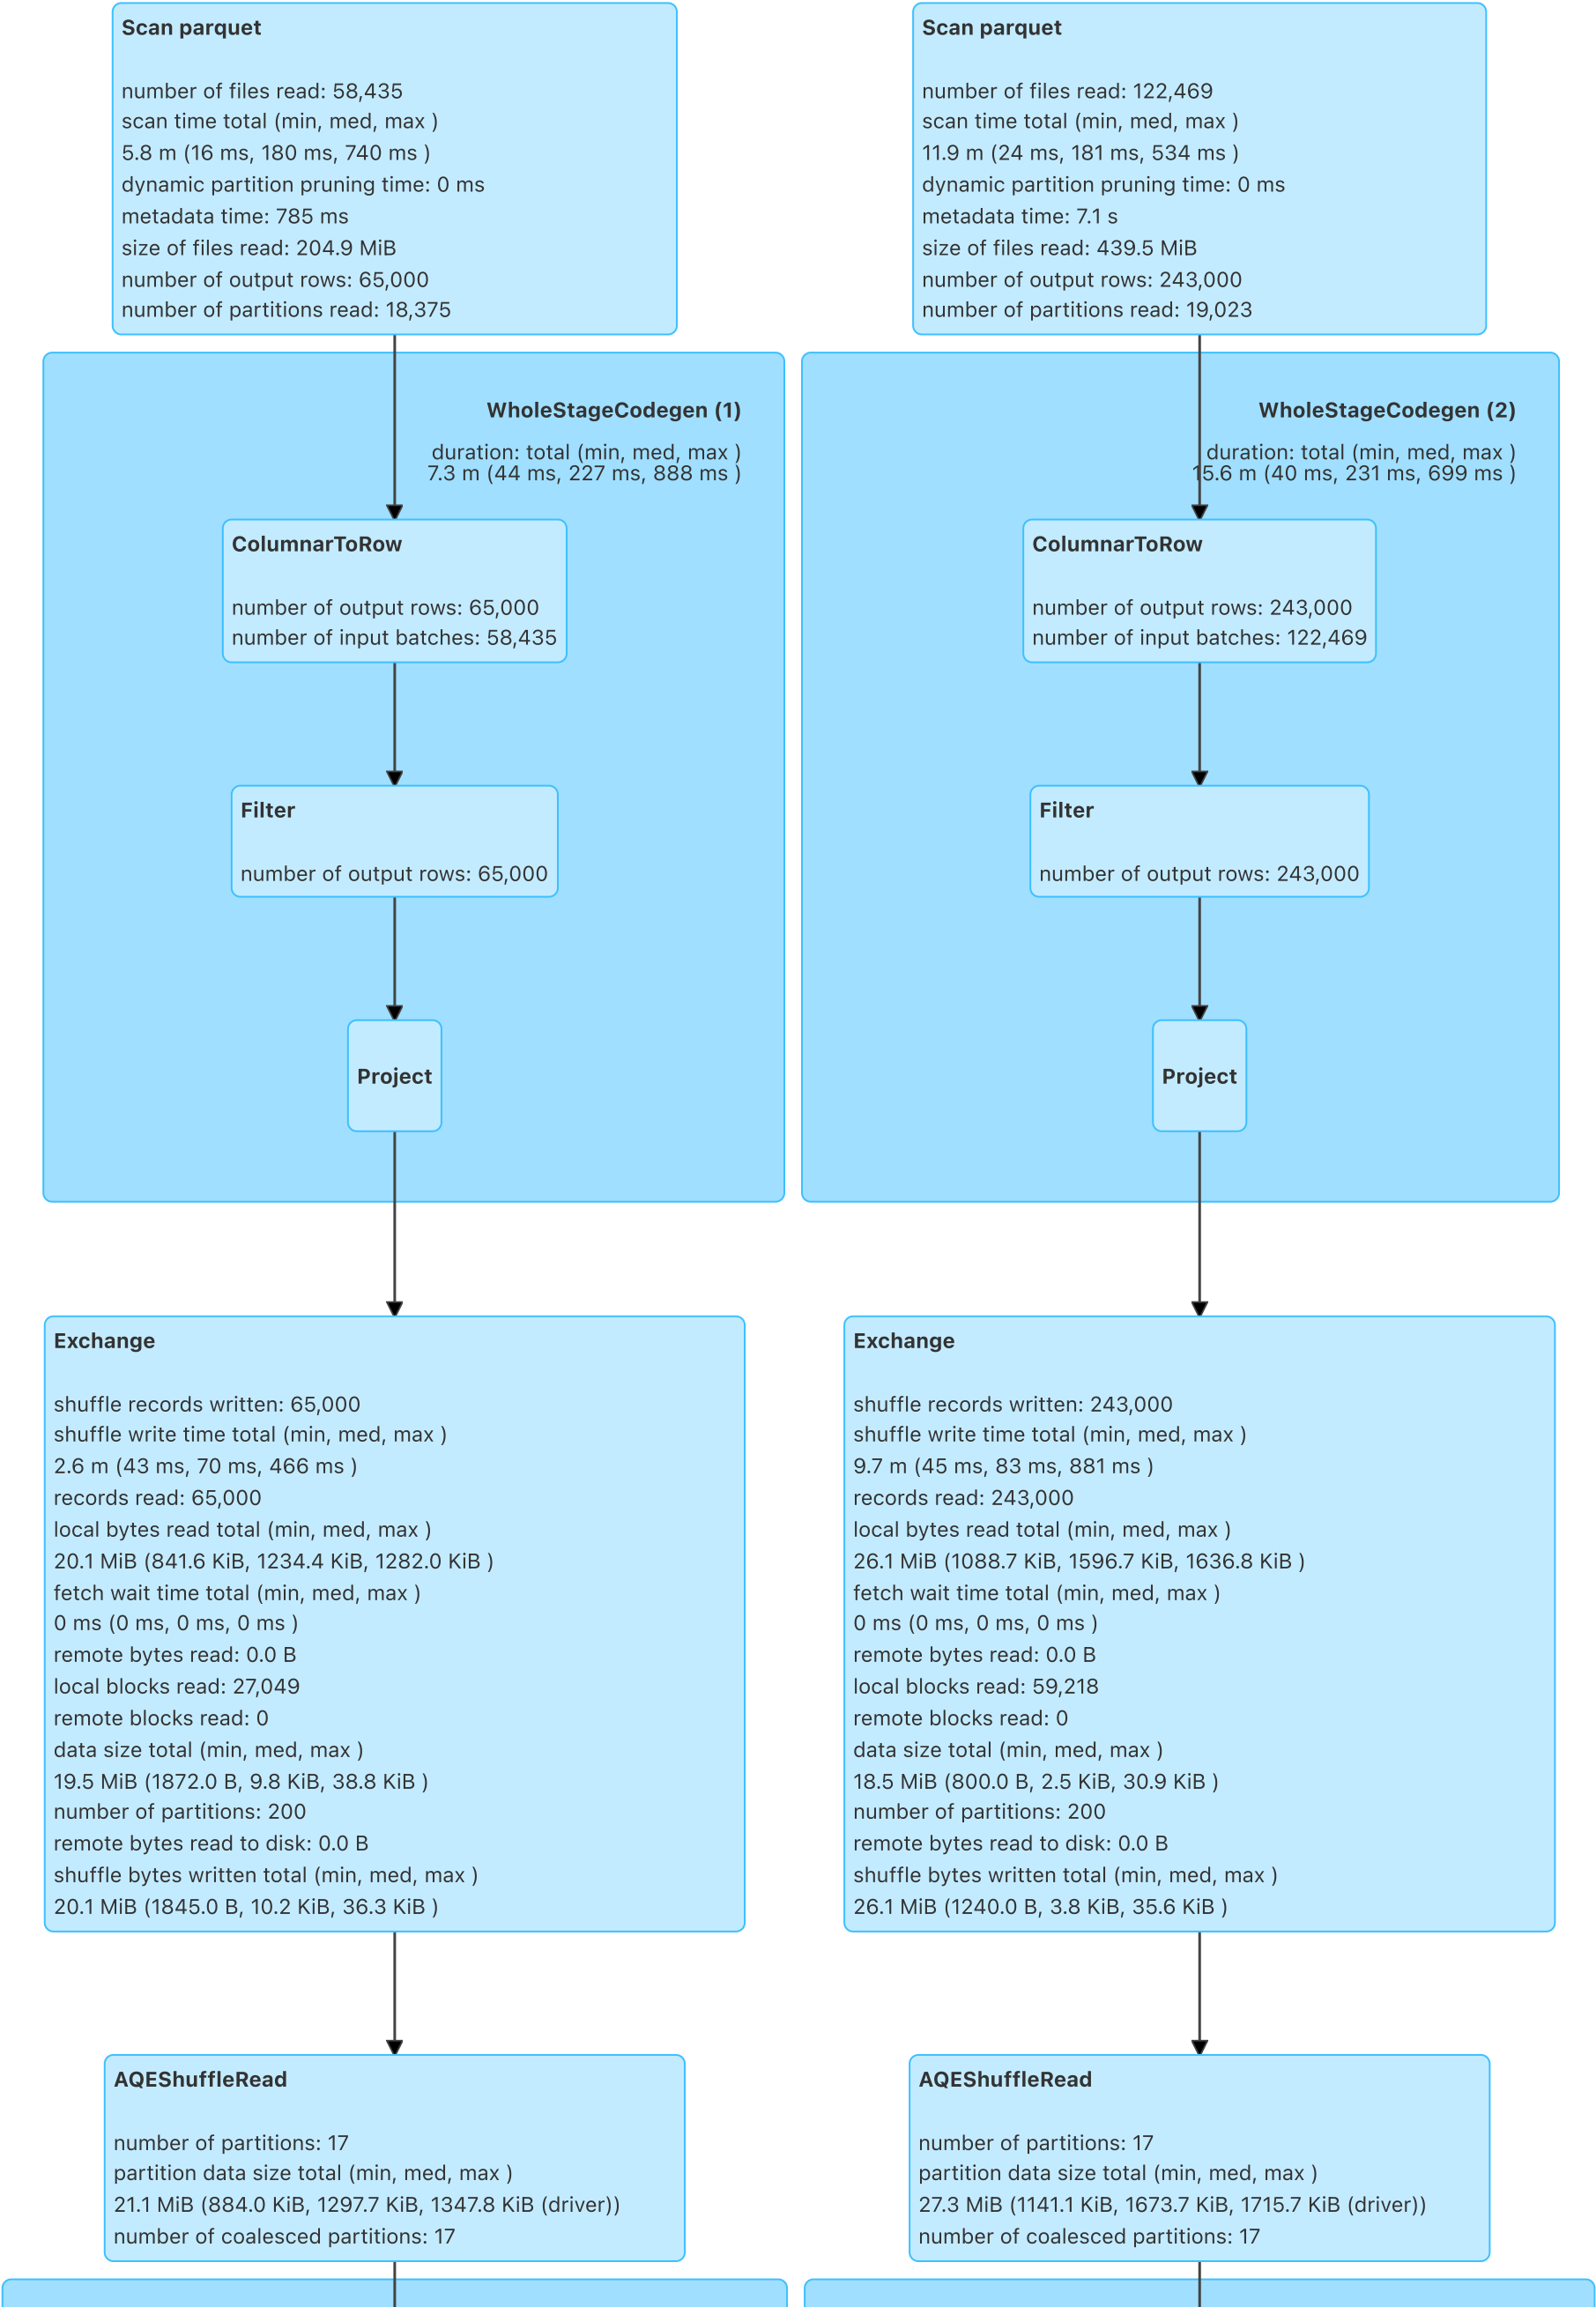 Scan parquet
number of files read: 58,435
scan time total (min, med, max )
5.8 m (16 ms, 180 ms, 740 ms )
dynamic partition pruning time: 0 ms
metadata time: 785 ms
size of files read: 204.9 MiB
number of output rows: 65,000
number of partitions read: 18,375
WholeStageCodegen (1)
duration: total (min, med, max )
7.3 m (44 ms, 227 ms, 888 ms )
ColumnarToRow
number of output rows: 65,000
number of input batches: 58,435
Filter
number of output rows: 65,000
Project
Exchange
shuffle records written: 65,000
shuffle write time total (min, med, max )
2.6 m (43 ms, 70 ms, 466 ms )
records read: 65,000
local bytes read total (min, med, max )
20.1 MiB (841.6 KiB, 1234.4 KiB, 1282.0 KiB )
fetch wait time total (min, med, max )
0 ms (0 ms, 0 ms, 0 ms )
remote bytes read: 0.0 B
local blocks read: 27,049
remote blocks read: 0
data size total (min, med, max )
19.5 MiB (1872.0 B, 9.8 KiB, 38.8 KiB )
number of partitions: 200
remote bytes read to disk: 0.0 B
shuffle bytes written total (min, med, max )
20.1 MiB (1845.0 B, 10.2 KiB, 36.3 KiB )
AQEShuffleRead
number of partitions: 17
partition data size total (min, med, max )
21.1 MiB (884.0 KiB, 1297.7 KiB, 1347.8 KiB (driver))
number of coalesced partitions: 17
Scan parquet
number of files read: 122,469
scan time total (min, med, max )
11.9 m (24 ms, 181 ms, 534 ms )
dynamic partition pruning time: 0 ms
metadata time: 7.1 s
size of files read: 439.5 MiB
number of output rows: 243,000
number of partitions read: 19,023
WholeStageCodegen (2)
duration: total (min, med, max )
15.6 m (40 ms, 231 ms, 699 ms )
ColumnarToRow
number of output rows: 243,000
number of input batches: 122,469
Filter
number of output rows: 243,000
Project
Exchange
shuffle records written: 243,000
shuffle write time total (min, med, max )
9.7 m (45 ms, 83 ms, 881 ms )
records read: 243,000
local bytes read total (min, med, max )
26.1 MiB (1088.7 KiB, 1596.7 KiB, 1636.8 KiB )
fetch wait time total (min, med, max )
0 ms (0 ms, 0 ms, 0 ms )
remote bytes read: 0.0 B
local blocks read: 59,218
remote blocks read: 0
data size total (min, med, max )
18.5 MiB (800.0 B, 2.5 KiB, 30.9 KiB )
number of partitions: 200
remote bytes read to disk: 0.0 B
shuffle bytes written total (min, med, max )
26.1 MiB (1240.0 B, 3.8 KiB, 35.6 KiB )
AQEShuffleRead
number of partitions: 17
partition data size total (min, med, max )
27.3 MiB (1141.1 KiB, 1673.7 KiB, 1715.7 KiB (driver))
number of coalesced partitions: 17